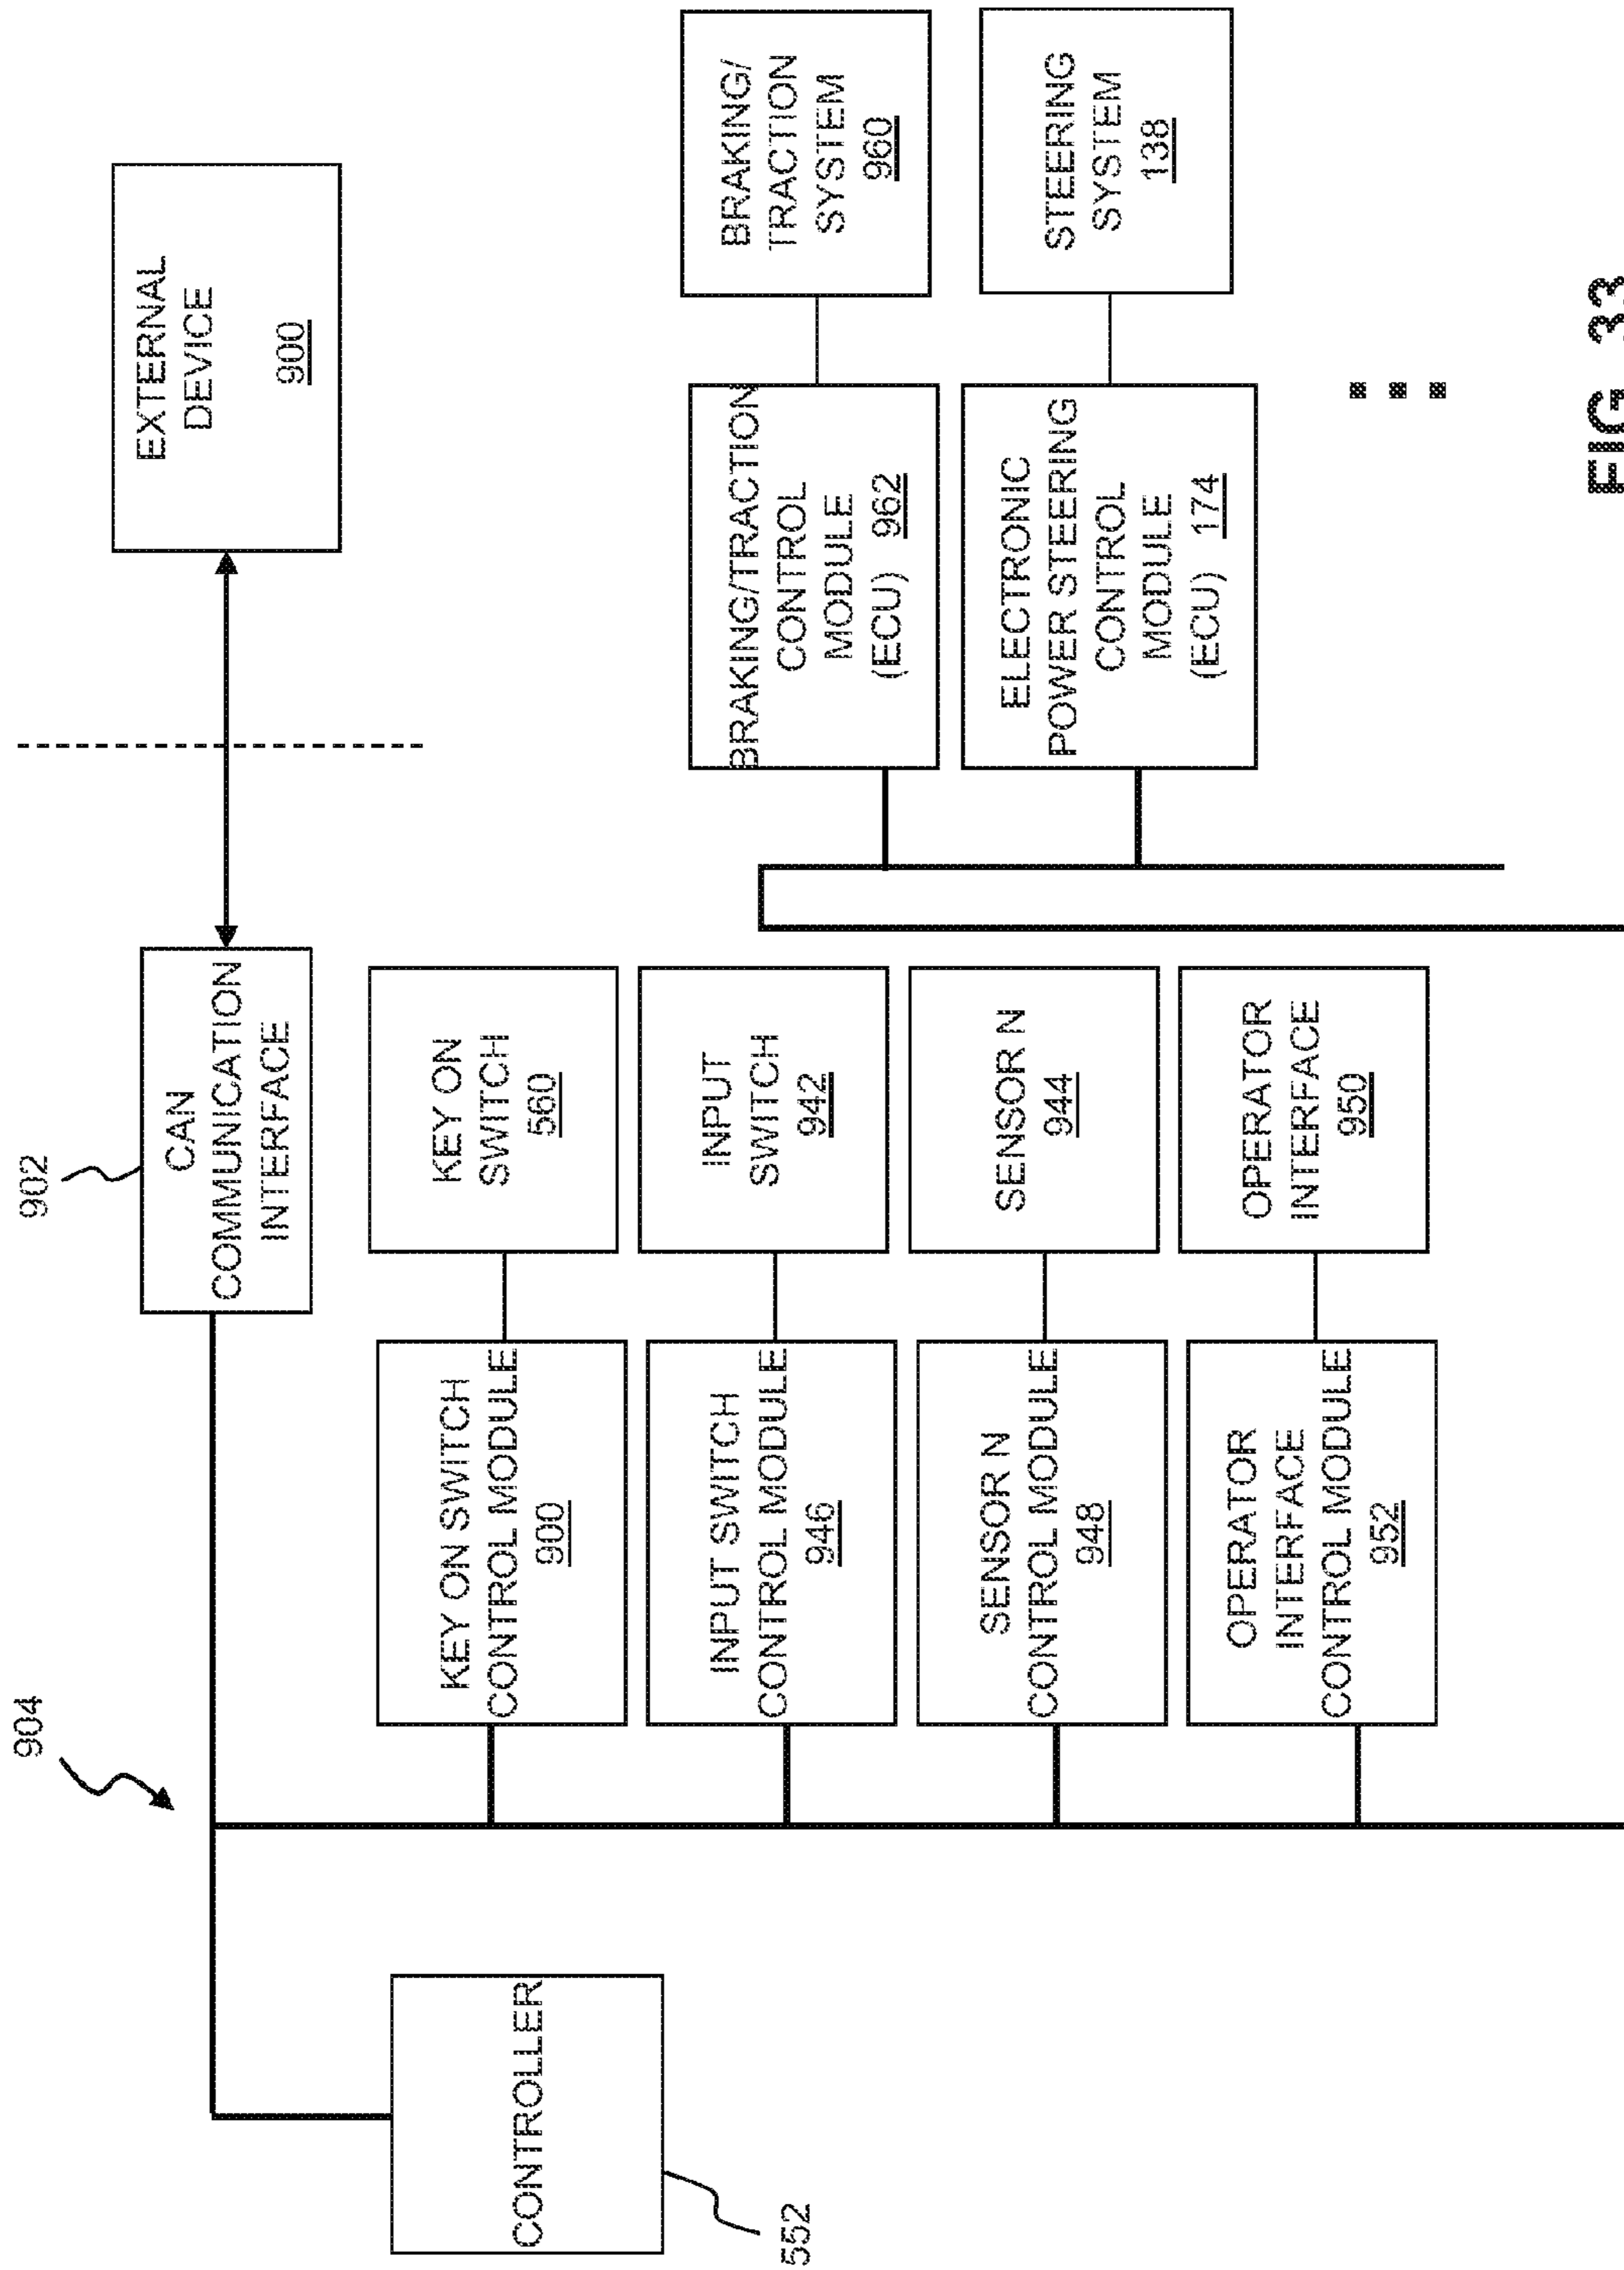 904
902
CAN
COMMUNICATION
INTERFACE
EXTERNAL
DEVICE
900
CONTROLLER
552
KEY ON SWITCH
CONTROL MODULE
900
KEY ON
SWITCH
560
INPUT SWITCH
CONTROL MODULE
946
INPUT
SWITCH
942
SENSOR N
CONTROL MODULE
948
SENSOR N
944
OPERATOR
INTERFACE
CONTROL MODULE
952
OPERATOR
INTERFACE
950
BRAKING/TRACTION
CONTROL
MODULE
(ECU) 962
BRAKING/
TRACTION
SYSTEM
960
ELECTRONIC
POWER STEERING
CONTROL
MODULE
(ECU) 174
STEERING
SYSTEM
138
FIG. 33